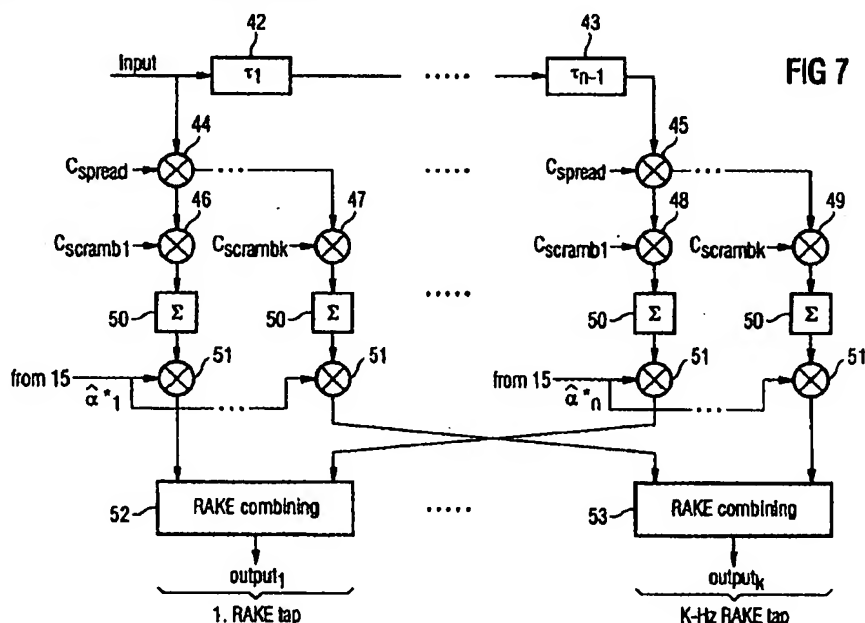 42
43
FIG 7
Input
τ1
.....
τn-1
44
45
Cspread
...
.....
Cspread
...
46
47
48
49
Cscramb1
Cscrambk
Cscramb1
Cscrambk
50
Σ
50
Σ
.....
50
Σ
50
Σ
51
51
51
51
from 15
α̂*1
...
from 15
α̂*n
...
52
RAKE combining
.....
53
RAKE combining
output1
outputk
1. RAKE tap
K-Hz RAKE tap